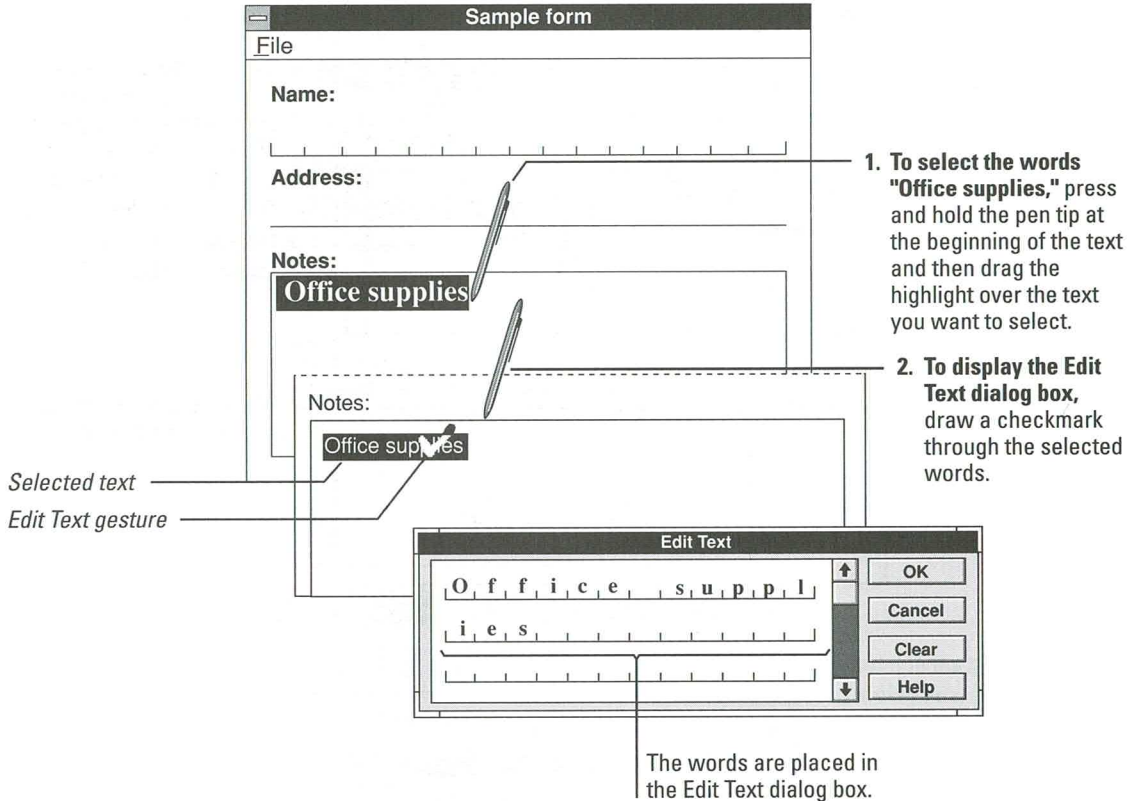 Sample form
File
Name:
Address:
Notes:
Office supplies
1. To select the words
"Office supplies," press
and hold the pen tip at
the beginning of the text
and then drag the
highlight over the text
you want to select.
2. To display the Edit
Text dialog box,
draw a checkmark
through the selected
words.
Notes:
Office supplies
Selected text
Edit Text gesture
Edit Text
Office suppl
ies
OK
Cancel
Clear
Help
The words are placed in
the Edit Text dialog box.